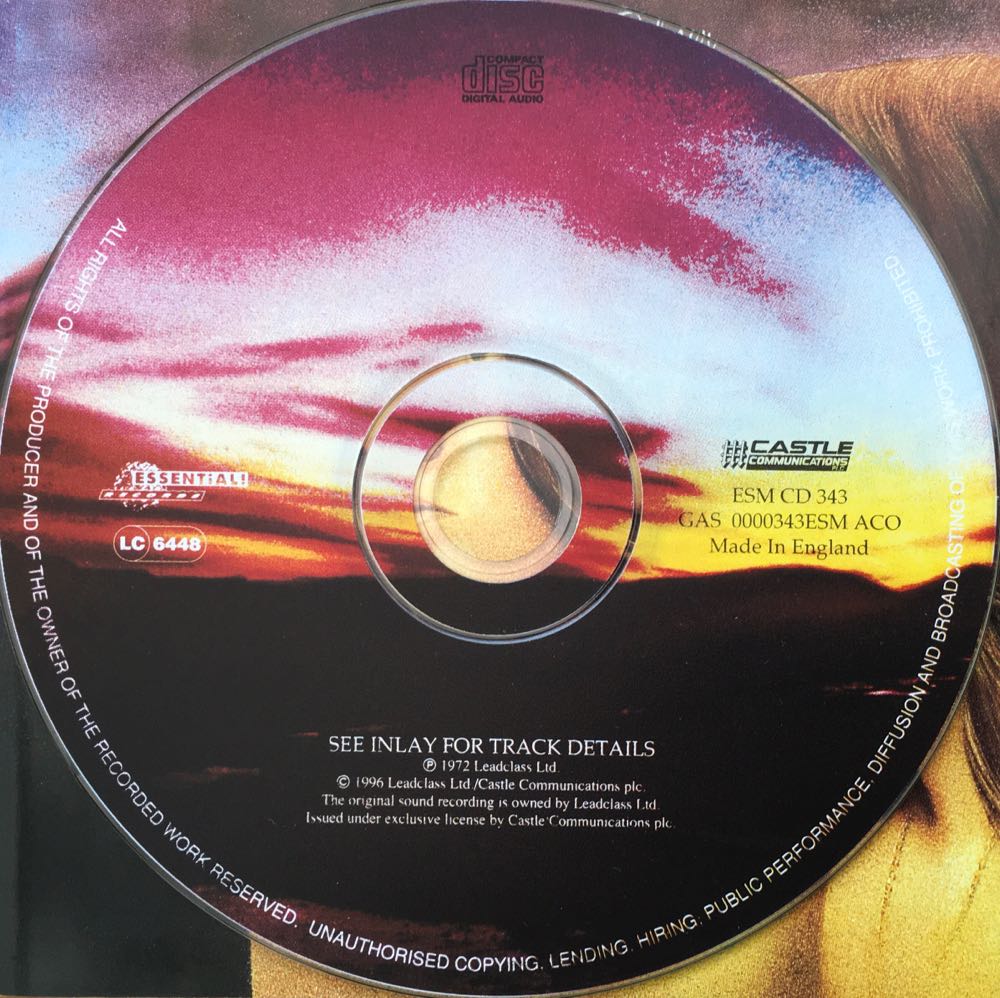 COMPACT
disc
DIGITAL AUDIO
ESSENTIAL!
RECORDS
LC 6448
CASTLE
COMMUNICATIONS
ESM CD 343
GAS 0000343ESM ACO
Made In England
SEE INLAY FOR TRACK DETAILS
℗ 1972 Leadclass Ltd.
© 1996 Leadclass Ltd /Castle Communications plc.
The original sound recording is owned by Leadclass Ltd.
Issued under exclusive license by Castle Communications plc.
ALL RIGHTS OF THE PRODUCER AND OF THE OWNER OF THE RECORDED WORK RESERVED. UNAUTHORISED COPYING. LENDING. HIRING. PUBLIC PERFORMANCE. DIFFUSION AND BROADCASTING OF THIS WORK PROHIBITED.